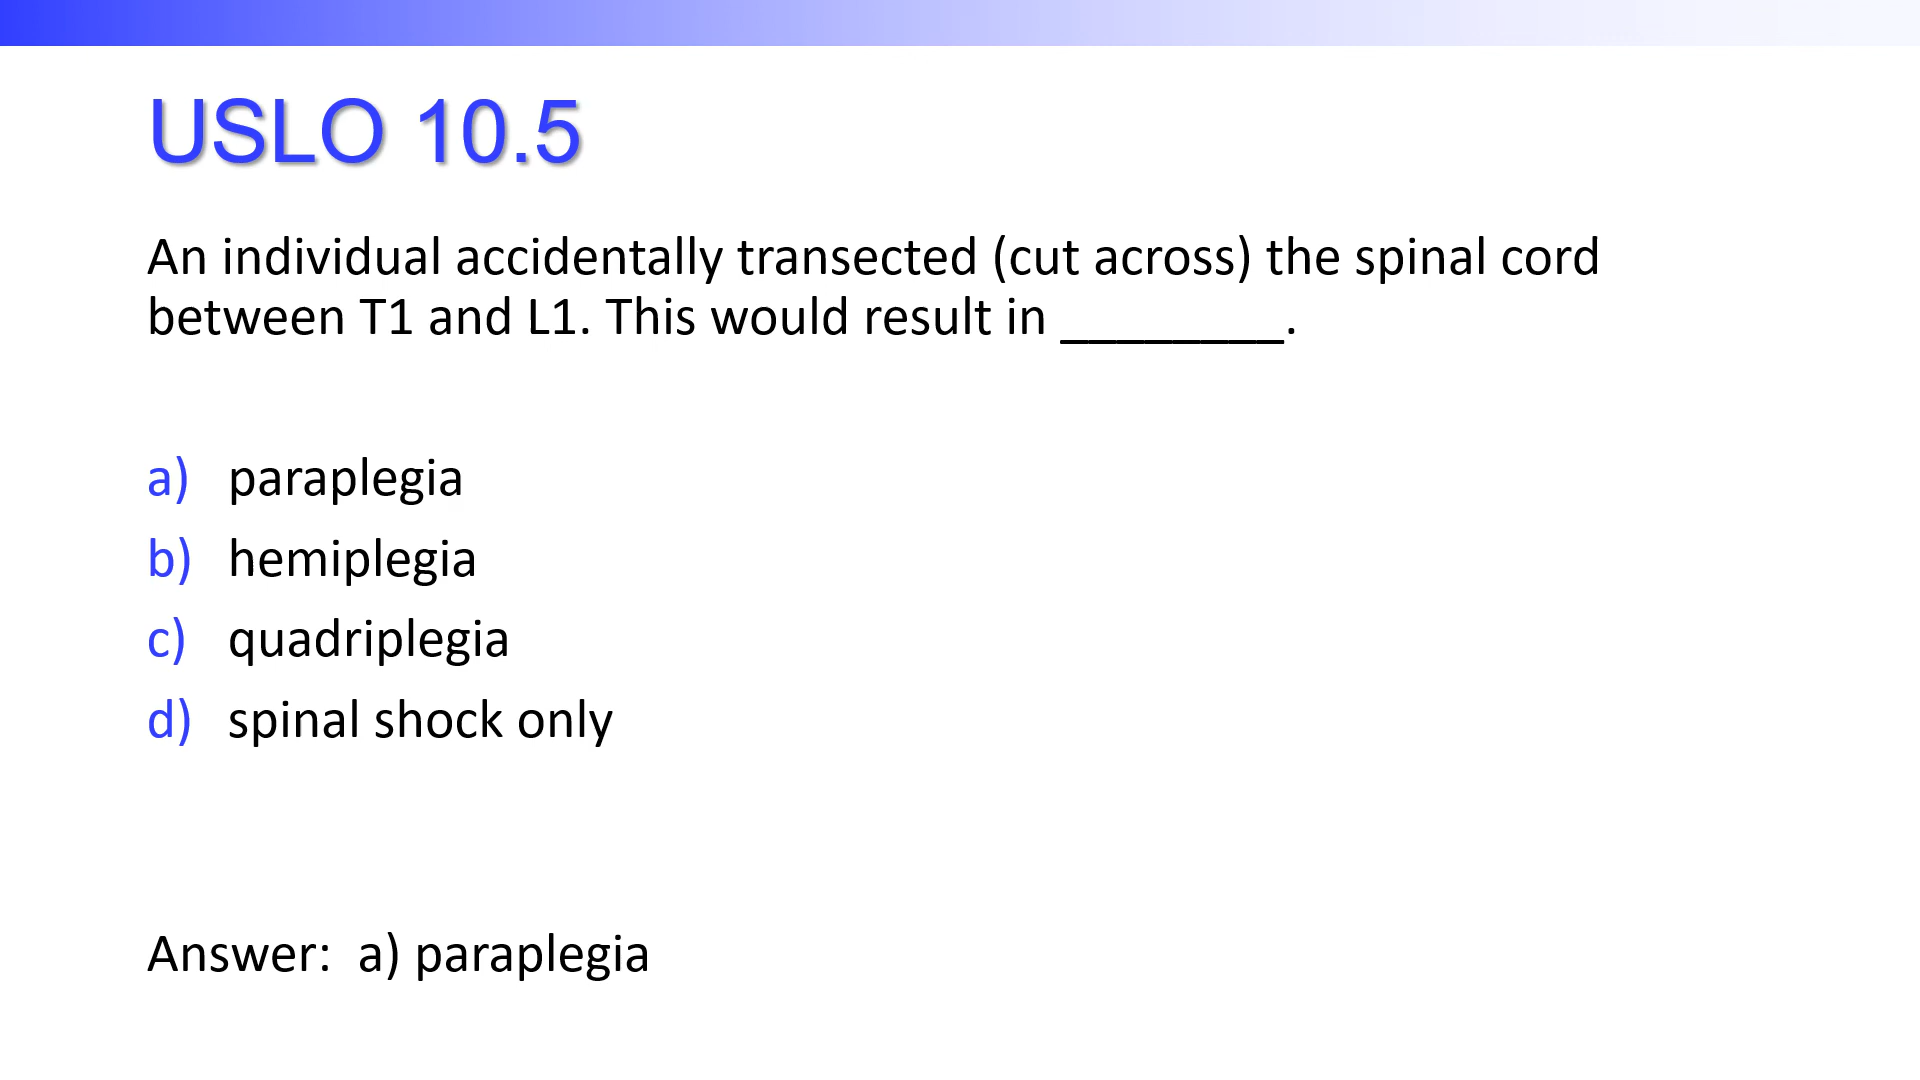 USLO 10.5
An individual accidentally transected (cut across) the spinal cord
between T1 and L1. This would result in ________.
a) paraplegia
b) hemiplegia
c) quadriplegia
d) spinal shock only
Answer: a) paraplegia